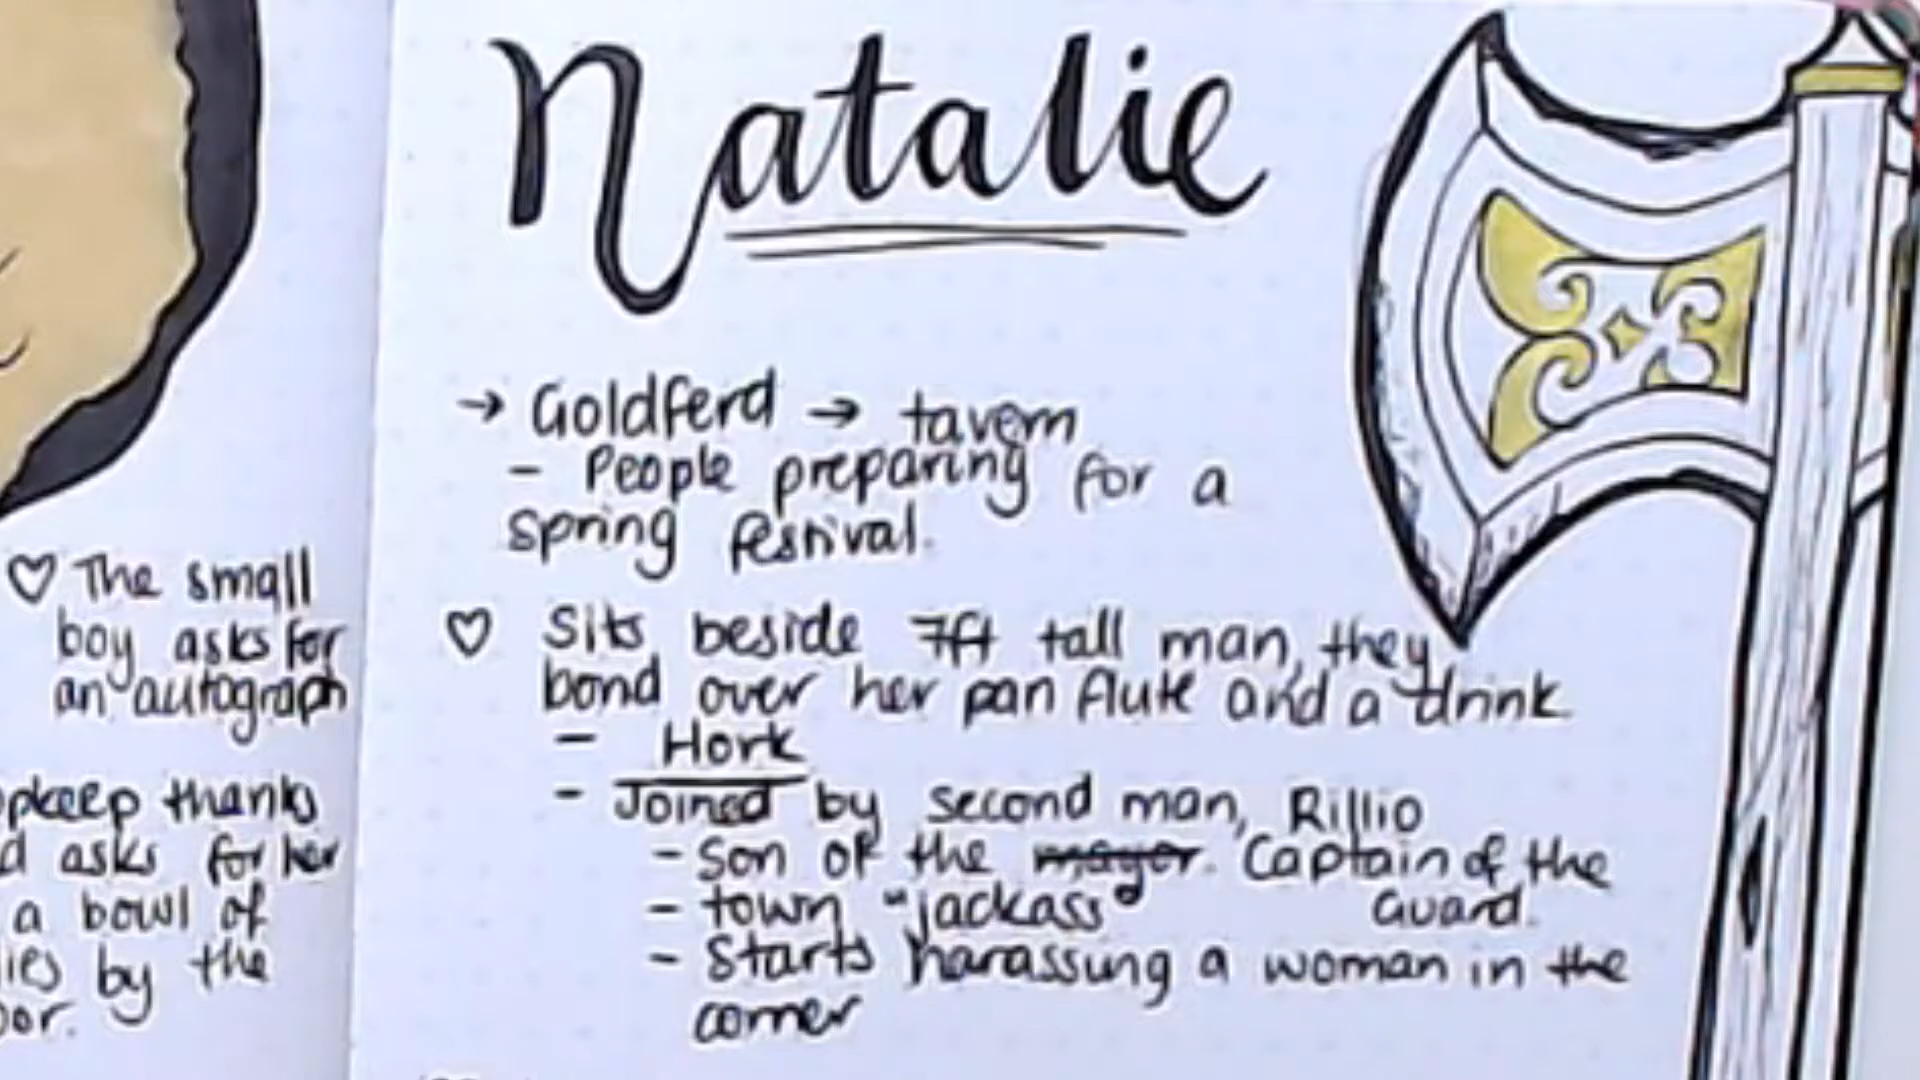 The small
boy asks for
an autograph
thanks
asks for her
a bowl of
by the
Natalie
→ Goldferd → tavern
- People preparing for a
spring festival.
♡ Sits beside 7ft tall man, they
bond over her pan flute and a drink
- Hork
- Joined by second man, Rillio
- Son of the mayor. Captain of the
Guard.
- town "jackass"
- Starts harassing a woman in the
corner